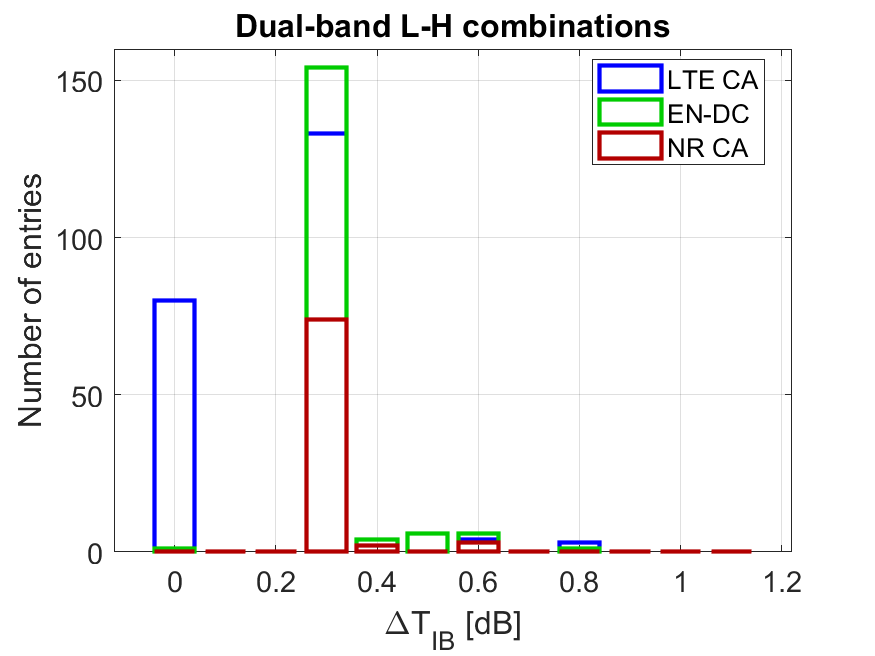 Dual-band L-H combinations
LTE CA
EN-DC
NR CA
Number of entries
150
100
50
0
0 0.2 0.4 0.6 0.8 1 1.2
ΔT_IB [dB]